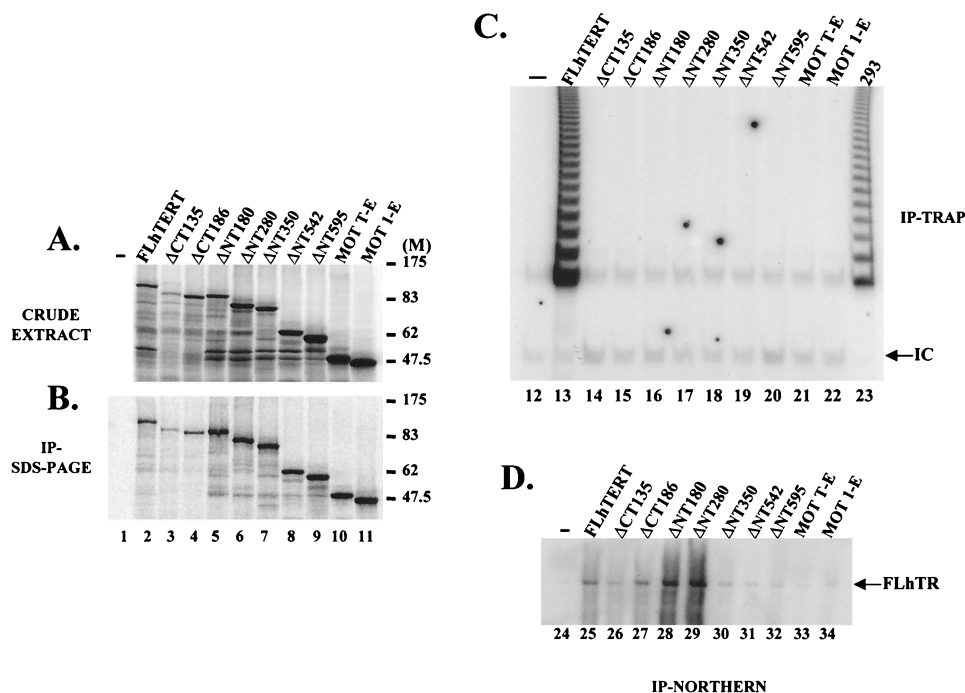 A.
– FLhTERT ΔCT135 ΔCT186 ΔNT180 ΔNT280 ΔNT350 ΔNT542 ΔNT595 MOT T-E MOT 1-E (M)
CRUDE
EXTRACT
175
83
62
47.5
B.
IP-
SDS-PAGE
175
83
62
47.5
1 2 3 4 5 6 7 8 9 10 11
C.
– FLhTERT ΔCT135 ΔCT186 ΔNT180 ΔNT280 ΔNT350 ΔNT542 ΔNT595 MOT T-E MOT 1-E 293
IP-TRAP
IC
12 13 14 15 16 17 18 19 20 21 22 23
D.
– FLhTERT ΔCT135 ΔCT186 ΔNT180 ΔNT280 ΔNT350 ΔNT542 ΔNT595 MOT T-E MOT 1-E
FLhTR
24 25 26 27 28 29 30 31 32 33 34
IP-NORTHERN